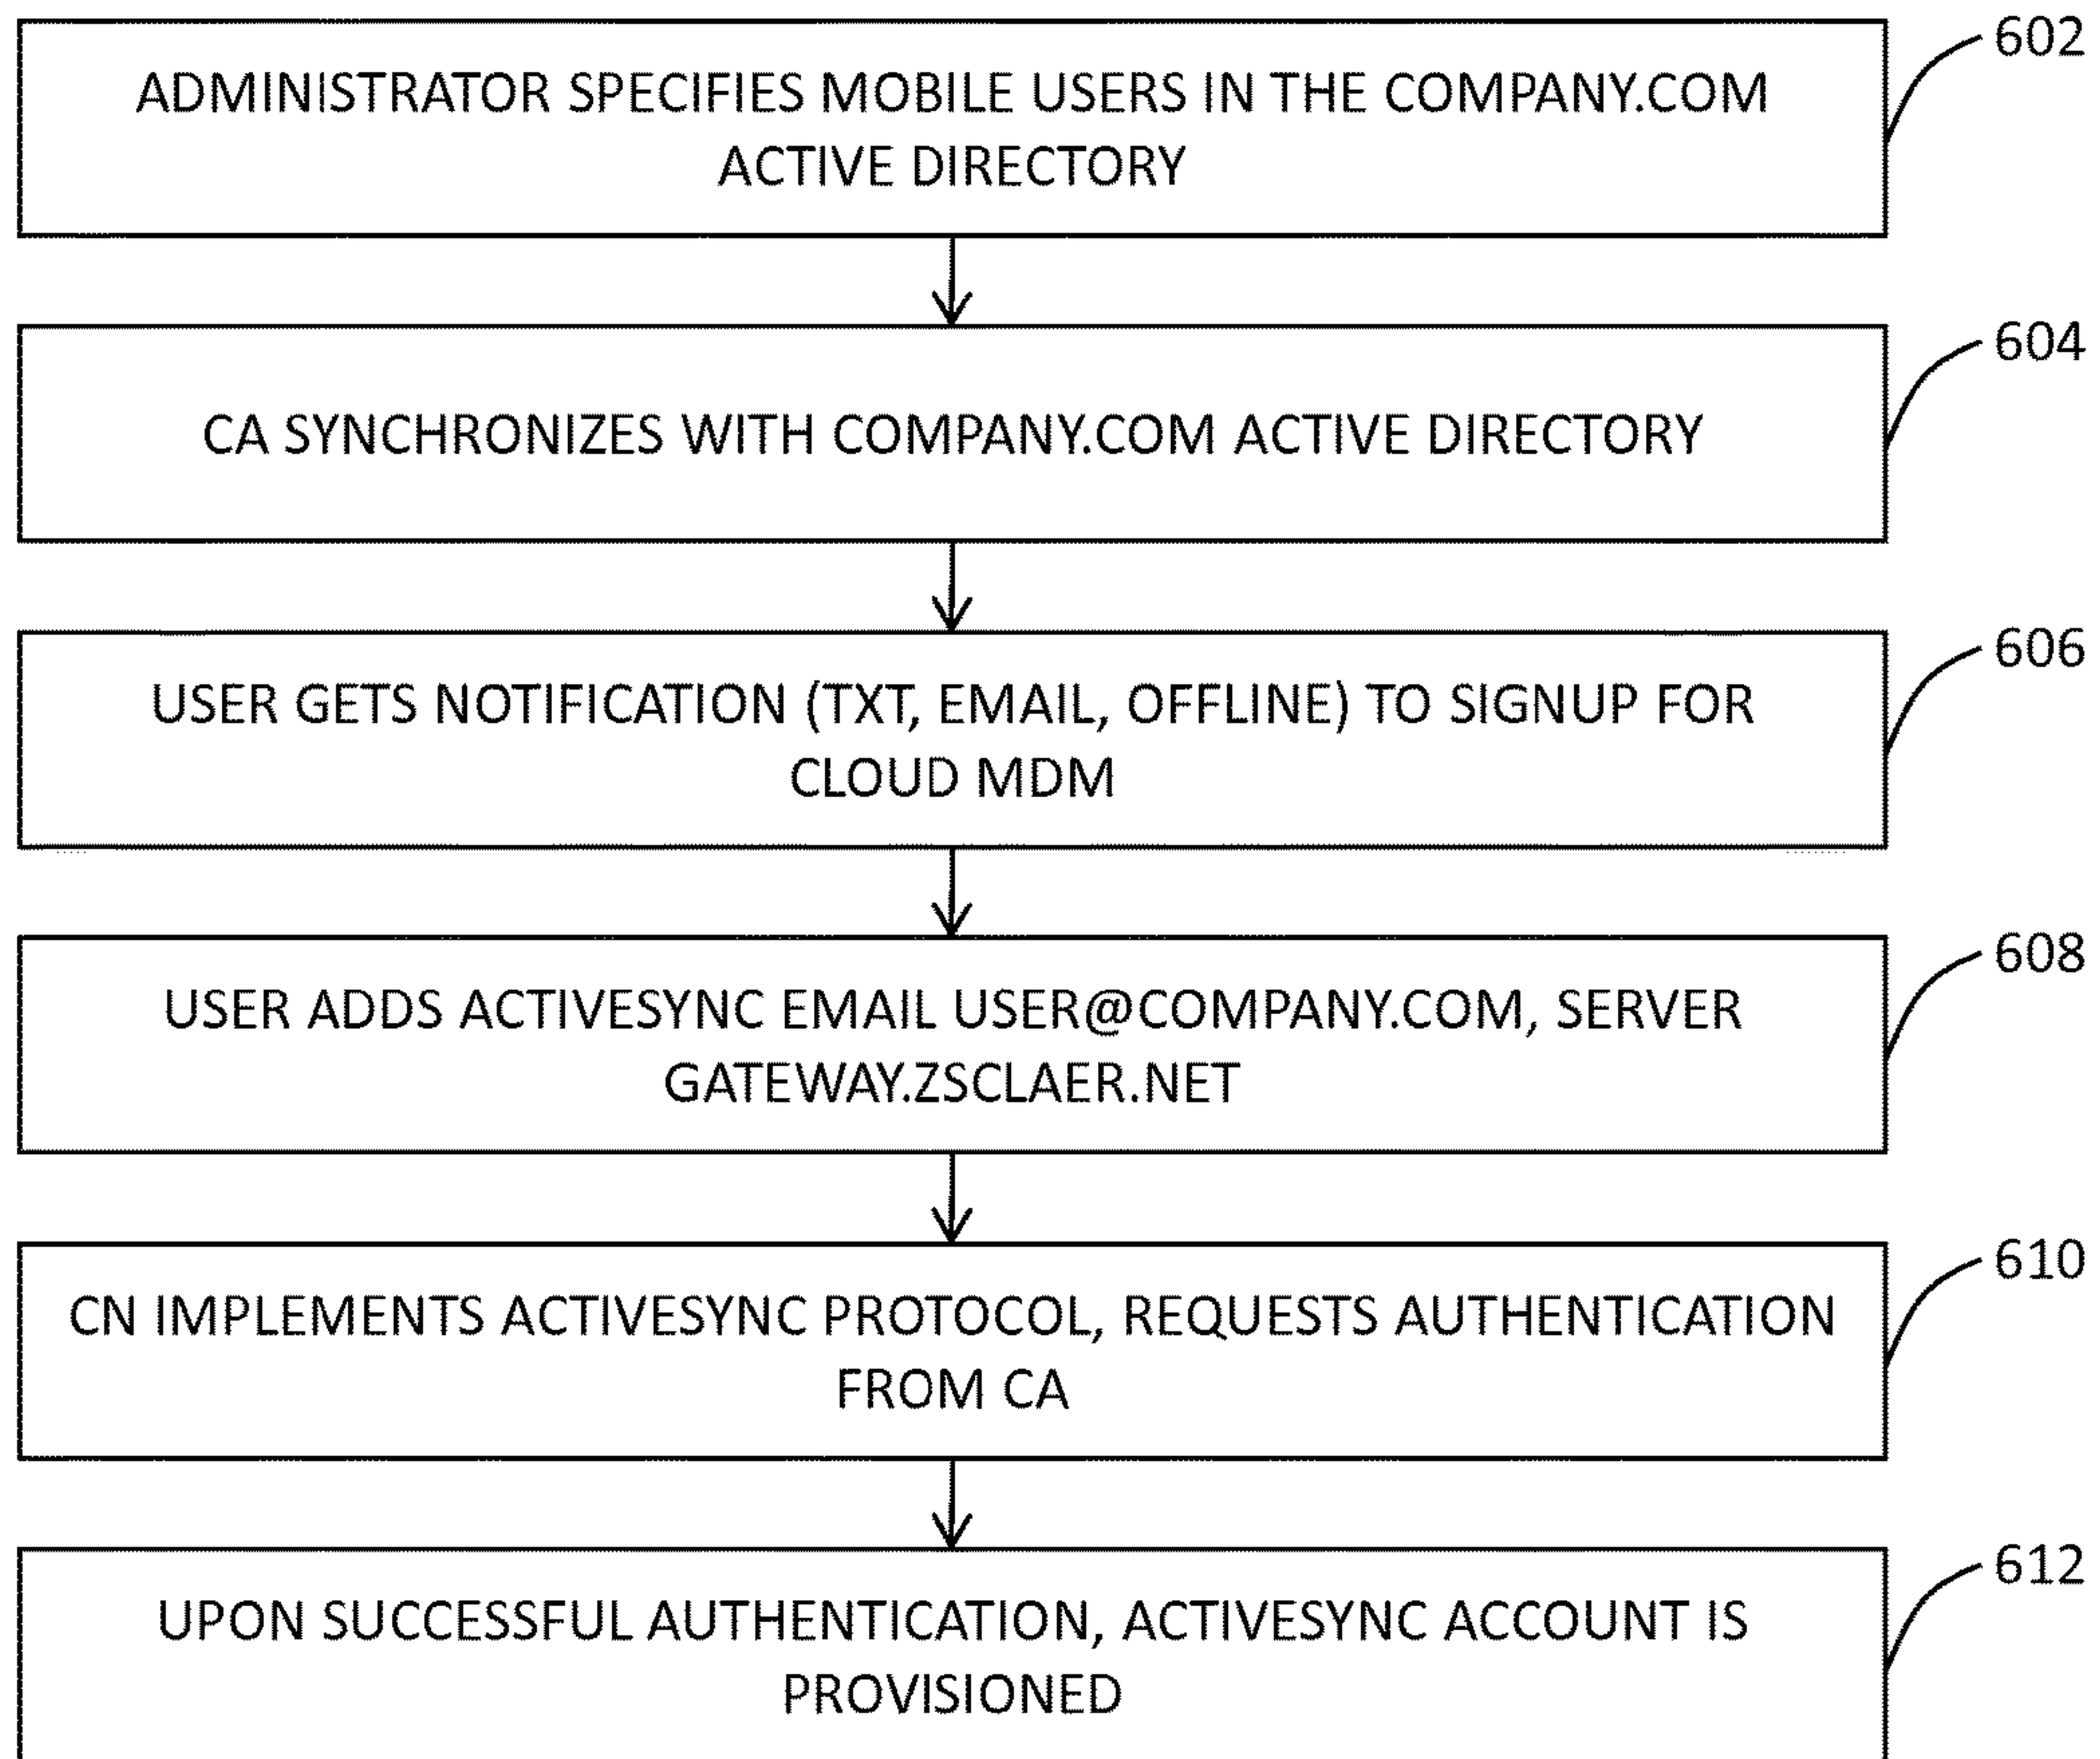 602
ADMINISTRATOR SPECIFIES MOBILE USERS IN THE COMPANY.COM
ACTIVE DIRECTORY
604
CA SYNCHRONIZES WITH COMPANY.COM ACTIVE DIRECTORY
606
USER GETS NOTIFICATION (TXT, EMAIL, OFFLINE) TO SIGNUP FOR
CLOUD MDM
608
USER ADDS ACTIVESYNC EMAIL USER@COMPANY.COM, SERVER
GATEWAY.ZSCLAER.NET
610
CN IMPLEMENTS ACTIVESYNC PROTOCOL, REQUESTS AUTHENTICATION
FROM CA
612
UPON SUCCESSFUL AUTHENTICATION, ACTIVESYNC ACCOUNT IS
PROVISIONED